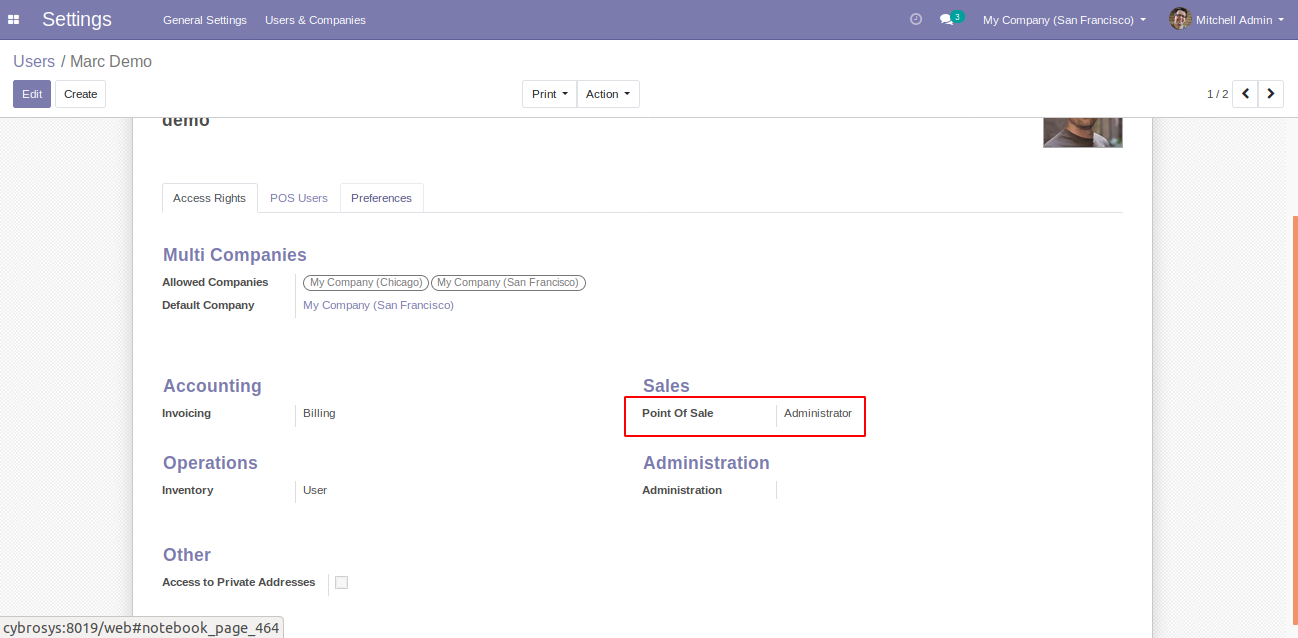 Settings General Settings Users & Companies 3 My Company (San Francisco) Mitchell Admin
Users / Marc Demo
Edit Create Print Action 1 / 2
demo
Access Rights POS Users Preferences
Multi Companies
Allowed Companies My Company (Chicago) My Company (San Francisco)
Default Company My Company (San Francisco)
Accounting Sales
Invoicing Billing Point Of Sale Administrator
Operations Administration
Inventory User Administration
Other
Access to Private Addresses
cybrosys:8019/web#notebook_page_464